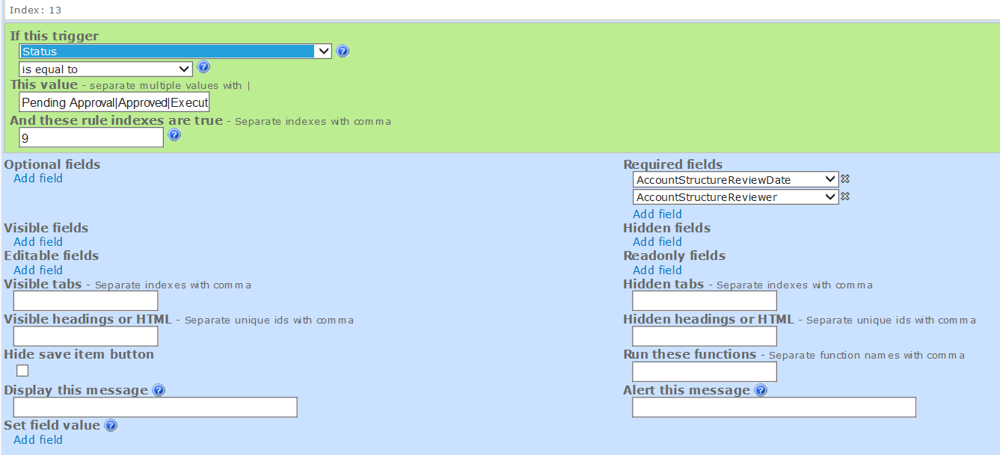 Index: 13
If this trigger
Status
is equal to
This value - separate multiple values with |
Pending Approval|Approved|Execut
And these rule indexes are true - Separate indexes with comma
9
Optional fields
Add field
Required fields
AccountStructureReviewDate
AccountStructureReviewer
Add field
Visible fields
Add field
Hidden fields
Add field
Editable fields
Add field
Readonly fields
Add field
Visible tabs - Separate indexes with comma
Hidden tabs - Separate indexes with comma
Visible headings or HTML - Separate unique ids with comma
Hidden headings or HTML - Separate unique ids with comma
Hide save item button
Run these functions - Separate function names with comma
Display this message
Alert this message
Set field value
Add field